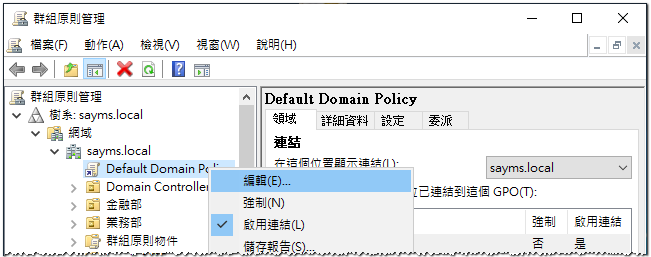 群組原則管理
檔案(F) 動作(A) 檢視(V) 視窗(W) 說明(H)
群組原則管理
樹系: sayms.local
網域
sayms.local
Default Domain
Domain Controller
金融部
業務部
群組原則物件
Default Domain Policy
領域 詳細資料 設定 委派
連結
在這個位置顯示連結(L):
sayms.local
位已連結到這個 GPO(T):
強制 啟用連結
否 是
編輯(E)...
強制(N)
啟用連結(L)
儲存報告(S)...